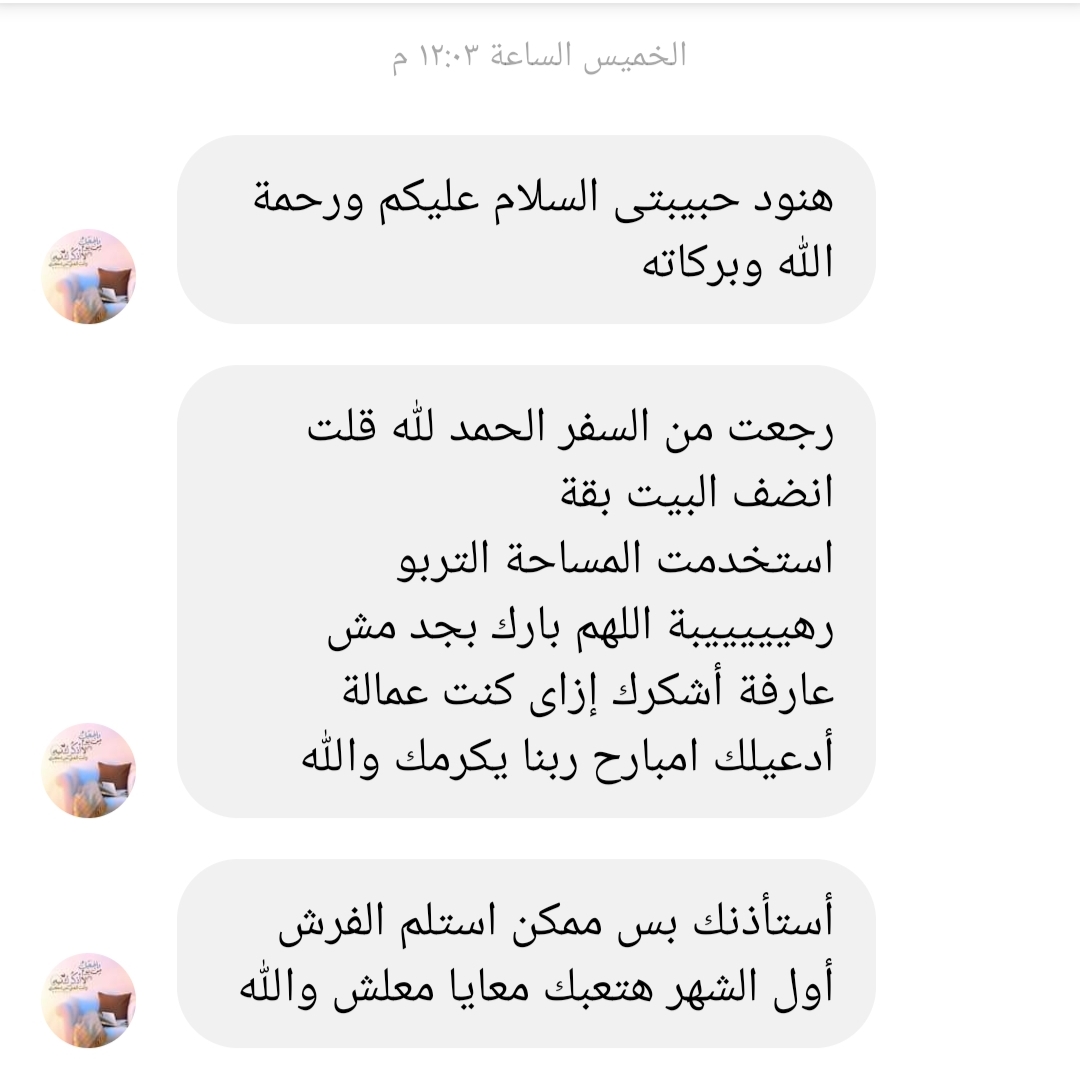 الخميس الساعة ١٢:٠٣ م
هنود حبيبتى السلام عليكم ورحمة
الله وبركاته
رجعت من السفر الحمد لله قلت
انضف البيت بقة
استخدمت المساحة التربو
رهيييييبة اللهم بارك بجد مش
عارفة أشكرك إزاى كنت عمالة
أدعيلك امبارح ربنا يكرمك والله
أستأذنك بس ممكن استلم الفرش
أول الشهر هتعبك معايا معلش والله